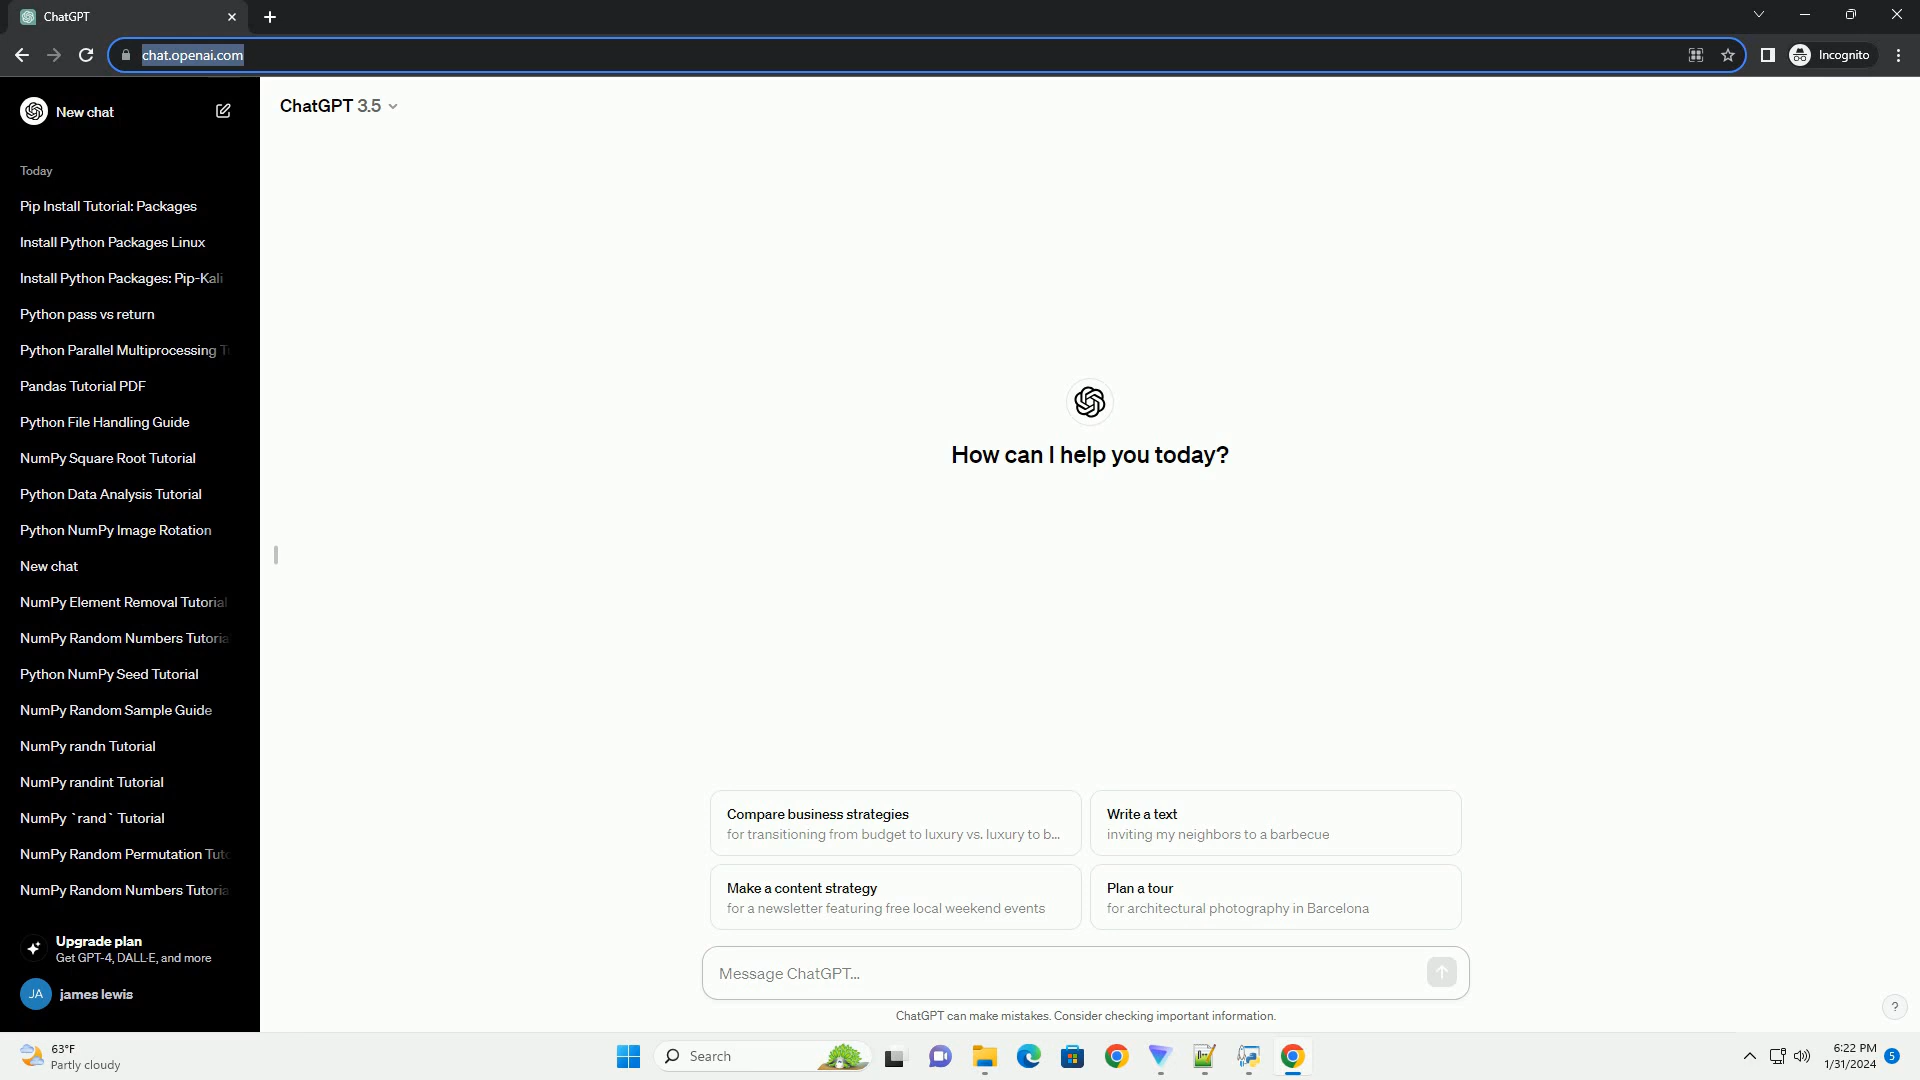 ChatGPT
chat.openai.com
Incognito
New chat
ChatGPT 3.5
Today
Pip Install Tutorial: Packages
Install Python Packages Linux
Install Python Packages: Pip-Kali
Python pass vs return
Python Parallel Multiprocessing T
Pandas Tutorial PDF
Python File Handling Guide
NumPy Square Root Tutorial
Python Data Analysis Tutorial
Python NumPy Image Rotation
New chat
NumPy Element Removal Tutorial
NumPy Random Numbers Tutoria
Python NumPy Seed Tutorial
NumPy Random Sample Guide
NumPy randn Tutorial
NumPy randint Tutorial
NumPy `rand` Tutorial
NumPy Random Permutation Tuto
NumPy Random Numbers Tutoria
Upgrade plan
Get GPT-4, DALL·E, and more
JA
james lewis
How can I help you today?
Compare business strategies
for transitioning from budget to luxury vs. luxury to b...
Write a text
inviting my neighbors to a barbecue
Make a content strategy
for a newsletter featuring free local weekend events
Plan a tour
for architectural photography in Barcelona
Message ChatGPT...
ChatGPT can make mistakes. Consider checking important information.
?
63°F
Partly cloudy
Search
6:22 PM
1/31/2024
5